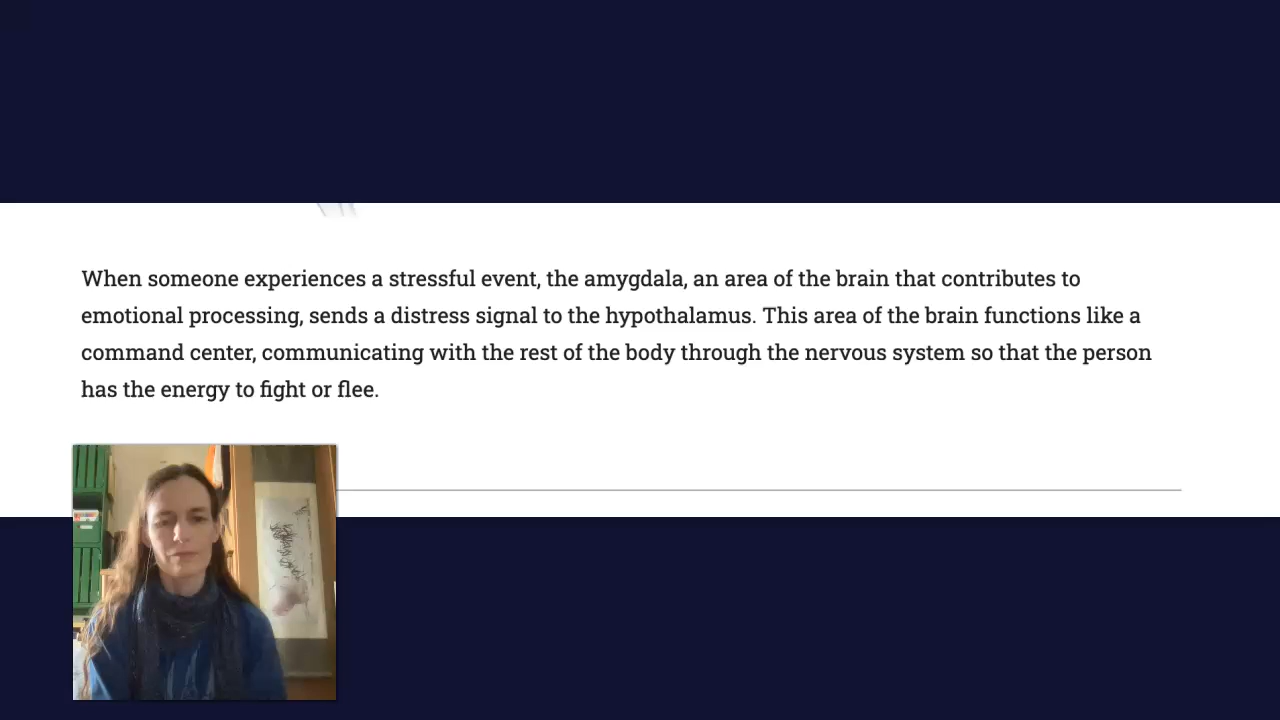 When someone experiences a stressful event, the amygdala, an area of the brain that contributes to
emotional processing, sends a distress signal to the hypothalamus. This area of the brain functions like a
command center, communicating with the rest of the body through the nervous system so that the person
has the energy to fight or flee.